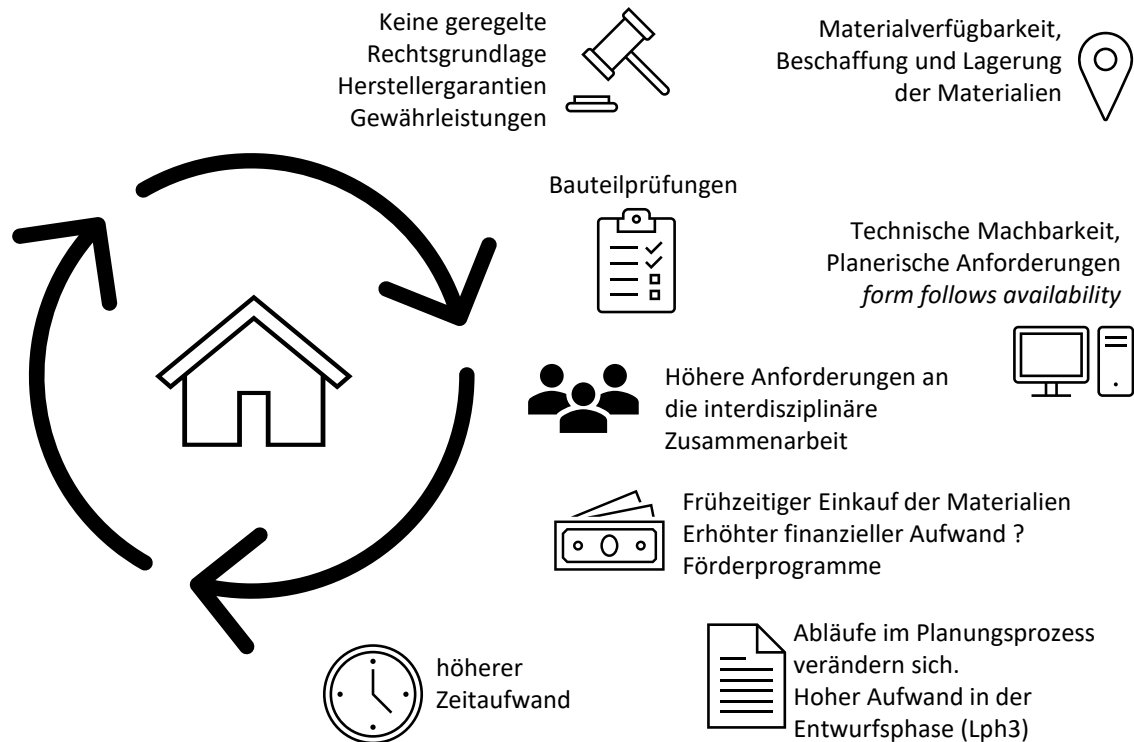 Keine geregelte
Rechtsgrundlage
Herstellergarantien
Gewährleistungen
Materialverfügbarkeit,
Beschaffung und Lagerung
der Materialien
Bauteilprüfungen
Technische Machbarkeit,
Planerische Anforderungen
form follows availability
Höhere Anforderungen an
die interdisziplinäre
Zusammenarbeit
Frühzeitiger Einkauf der Materialien
Erhöhter finanzieller Aufwand ?
Förderprogramme
höherer
Zeitaufwand
Abläufe im Planungsprozess
verändern sich.
Hoher Aufwand in der
Entwurfsphase (Lph3)